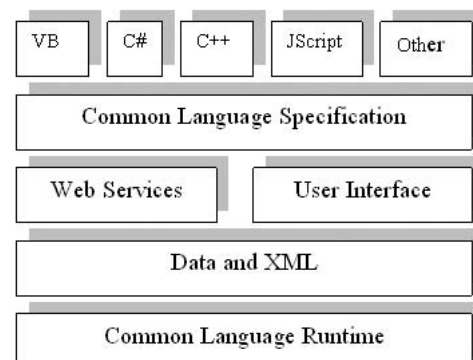 VB C# C++ JScript Other
Common Language Specification
Web Services User Interface
Data and XML
Common Language Runtime